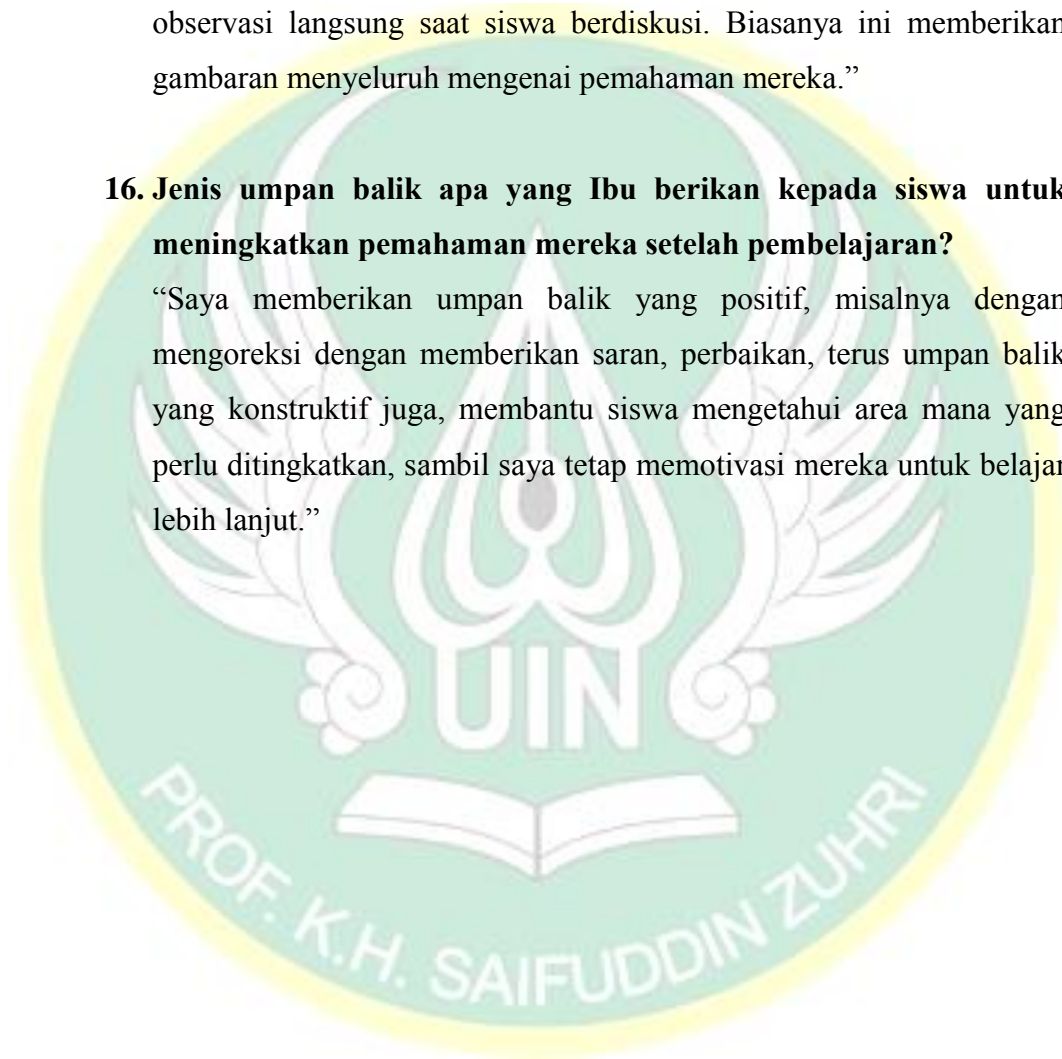 observasi langsung saat siswa berdiskusi. Biasanya ini memberikan
gambaran menyeluruh mengenai pemahaman mereka.”
16. Jenis umpan balik apa yang Ibu berikan kepada siswa untuk
meningkatkan pemahaman mereka setelah pembelajaran?
“Saya memberikan umpan balik yang positif, misalnya dengan
mengoreksi dengan memberikan saran, perbaikan, terus umpan balik
yang konstruktif juga, membantu siswa mengetahui area mana yang
perlu ditingkatkan, sambil saya tetap memotivasi mereka untuk belajar
lebih lanjut.”
UIN
PROF. K.H. SAIFUDDIN ZUHRI